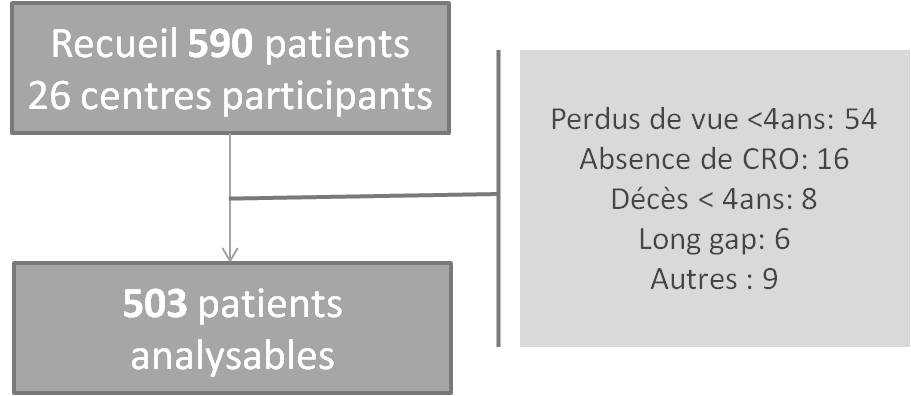 Recueil 590 patients
26 centres participants
Perdus de vue <4ans: 54
Absence de CRO: 16
Décès < 4ans: 8
Long gap: 6
Autres : 9
503 patients
analysables